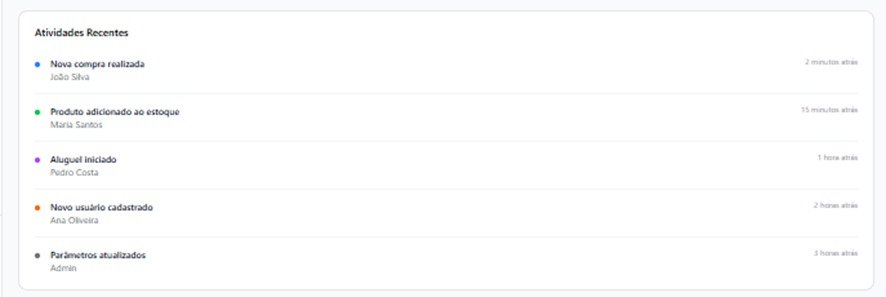 Atividades Recentes
Nova compra realizada
2 minutos atrás
João Silva
Produto adicionado ao estoque
15 minutos atrás
Maria Santos
Aluguel iniciado
1 hora atrás
Pedro Costa
Novo usuário cadastrado
2 horas atrás
Ana Oliveira
Parâmetros atualizados
3 horas atrás
Admin